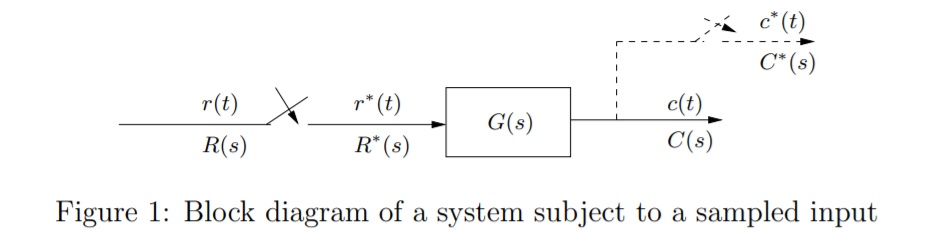 c*(t)
C*(s)
r(t) r*(t) G(s) c(t)
R(s) R*(s) C(s)
Figure 1: Block diagram of a system subject to a sampled input